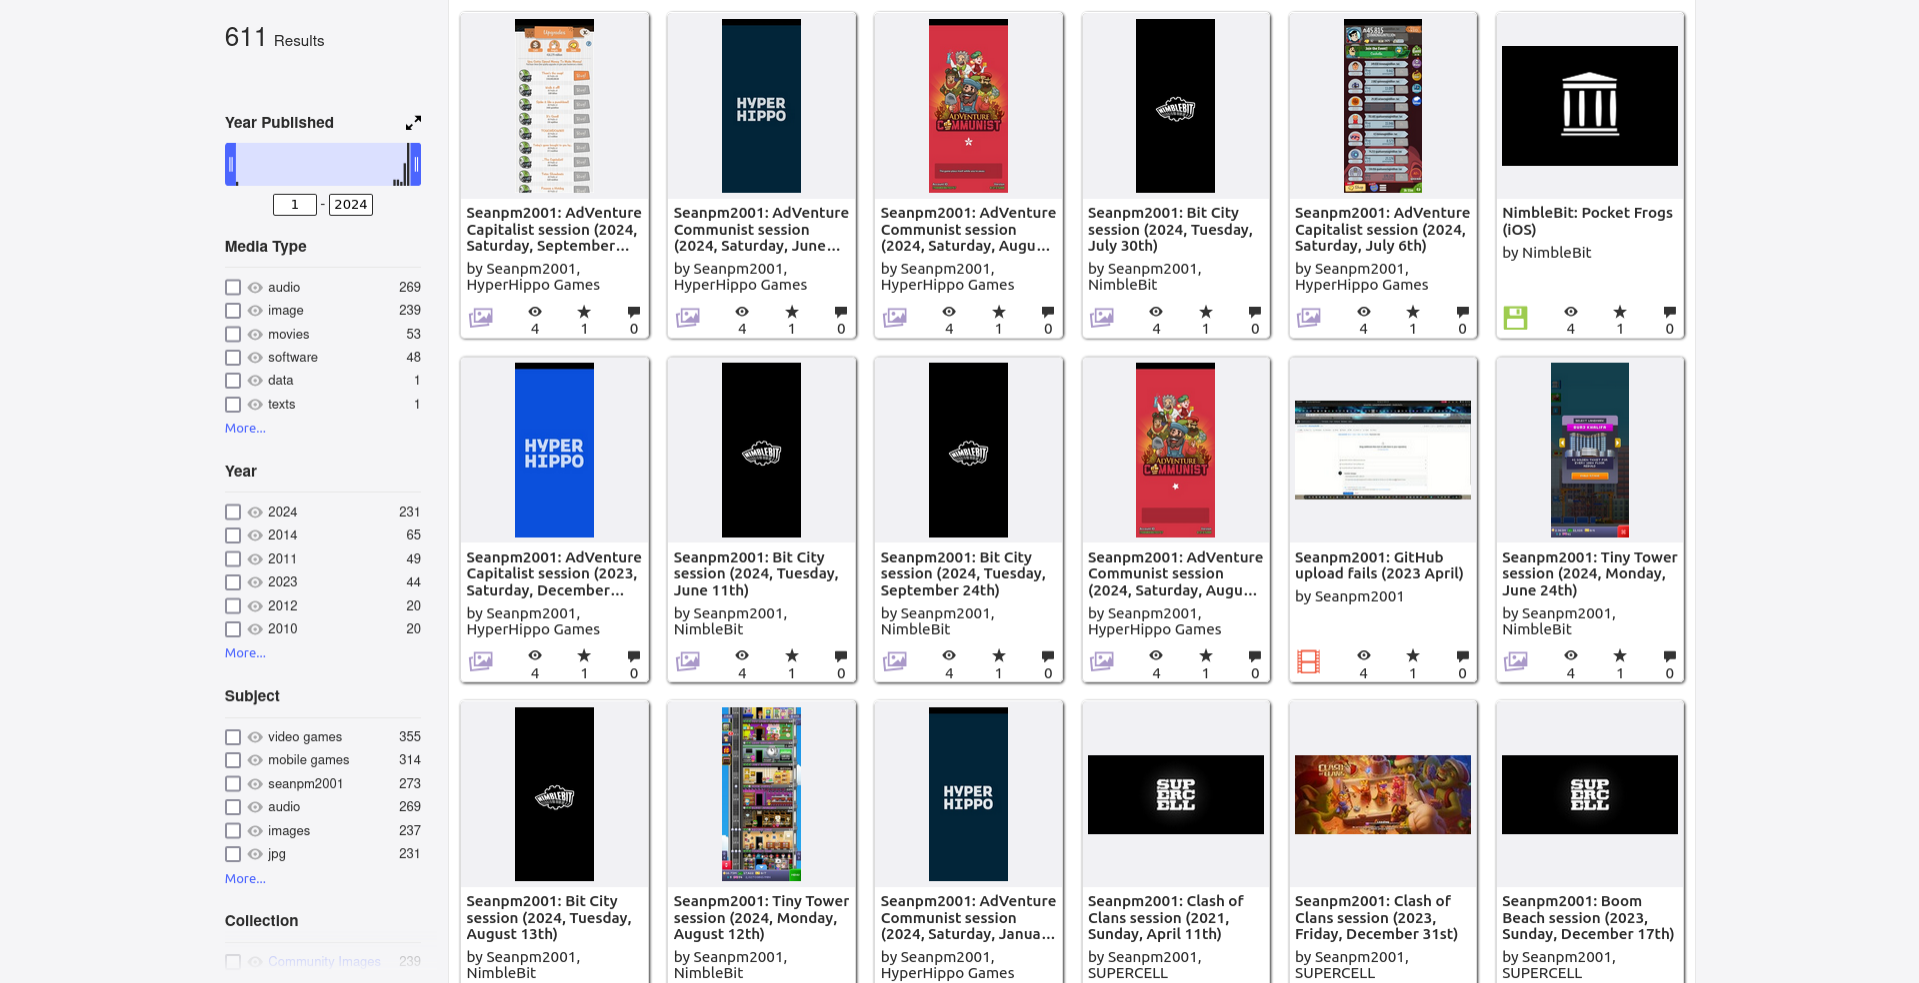 611 Results
Year Published
1 - 2024
Media Type
audio 269
image 239
movies 53
software 48
data 1
texts 1
More...
Year
2024 231
2014 65
2011 49
2023 44
2012 20
2010 20
More...
Subject
video games 355
mobile games 314
seanpm2001 273
audio 269
images 237
jpg 231
More...
Collection
Community Images 239
Upgrades
Seanpm2001: AdVenture
Capitalist session (2024,
Saturday, September...
by Seanpm2001,
HyperHippo Games
4 1 0
HYPER
HIPPO
Seanpm2001: AdVenture
Communist session
(2024, Saturday, June...
by Seanpm2001,
HyperHippo Games
4 1 0
ADVENTURE
COMMUNIST
Seanpm2001: AdVenture
Communist session
(2024, Saturday, Augu...
by Seanpm2001,
HyperHippo Games
4 1 0
NIMBLEBIT
Seanpm2001: Bit City
session (2024, Tuesday,
July 30th)
by Seanpm2001,
NimbleBit
4 1 0
Seanpm2001: AdVenture
Capitalist session (2024,
Saturday, July 6th)
by Seanpm2001,
HyperHippo Games
4 1 0
NimbleBit: Pocket Frogs
(iOS)
by NimbleBit
4 1 0
HYPER
HIPPO
Seanpm2001: AdVenture
Capitalist session (2023,
Saturday, December...
by Seanpm2001,
HyperHippo Games
4 1 0
NIMBLEBIT
Seanpm2001: Bit City
session (2024, Tuesday,
June 11th)
by Seanpm2001,
NimbleBit
4 1 0
NIMBLEBIT
Seanpm2001: Bit City
session (2024, Tuesday,
September 24th)
by Seanpm2001,
NimbleBit
4 1 0
ADVENTURE
COMMUNIST
Seanpm2001: AdVenture
Communist session
(2024, Saturday, Augu...
by Seanpm2001,
HyperHippo Games
4 1 0
Seanpm2001: GitHub
upload fails (2023 April)
by Seanpm2001
4 1 0
Seanpm2001: Tiny Tower
session (2024, Monday,
June 24th)
by Seanpm2001,
NimbleBit
4 1 0
NIMBLEBIT
Seanpm2001: Bit City
session (2024, Tuesday,
August 13th)
by Seanpm2001,
NimbleBit
Seanpm2001: Tiny Tower
session (2024, Monday,
August 12th)
by Seanpm2001,
NimbleBit
HYPER
HIPPO
Seanpm2001: AdVenture
Communist session
(2024, Saturday, Janua...
by Seanpm2001,
HyperHippo Games
SUP
ERC
ELL
Seanpm2001: Clash of
Clans session (2021,
Sunday, April 11th)
by Seanpm2001,
SUPERCELL
CLASH
Seanpm2001: Clash of
Clans session (2023,
Friday, December 31st)
by Seanpm2001,
SUPERCELL
SUP
ERC
ELL
Seanpm2001: Boom
Beach session (2023,
Sunday, December 17th)
by Seanpm2001,
SUPERCELL